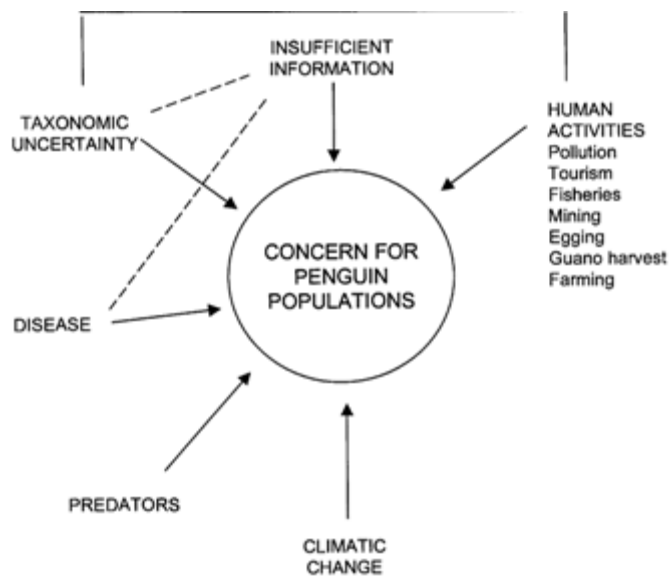 INSUFFICIENT
INFORMATION
TAXONOMIC
UNCERTAINTY
HUMAN
ACTIVITIES
Pollution
Tourism
Fisheries
Mining
Egging
Guano harvest
Farming
CONCERN FOR
PENGUIN
POPULATIONS
DISEASE
PREDATORS
CLIMATIC
CHANGE